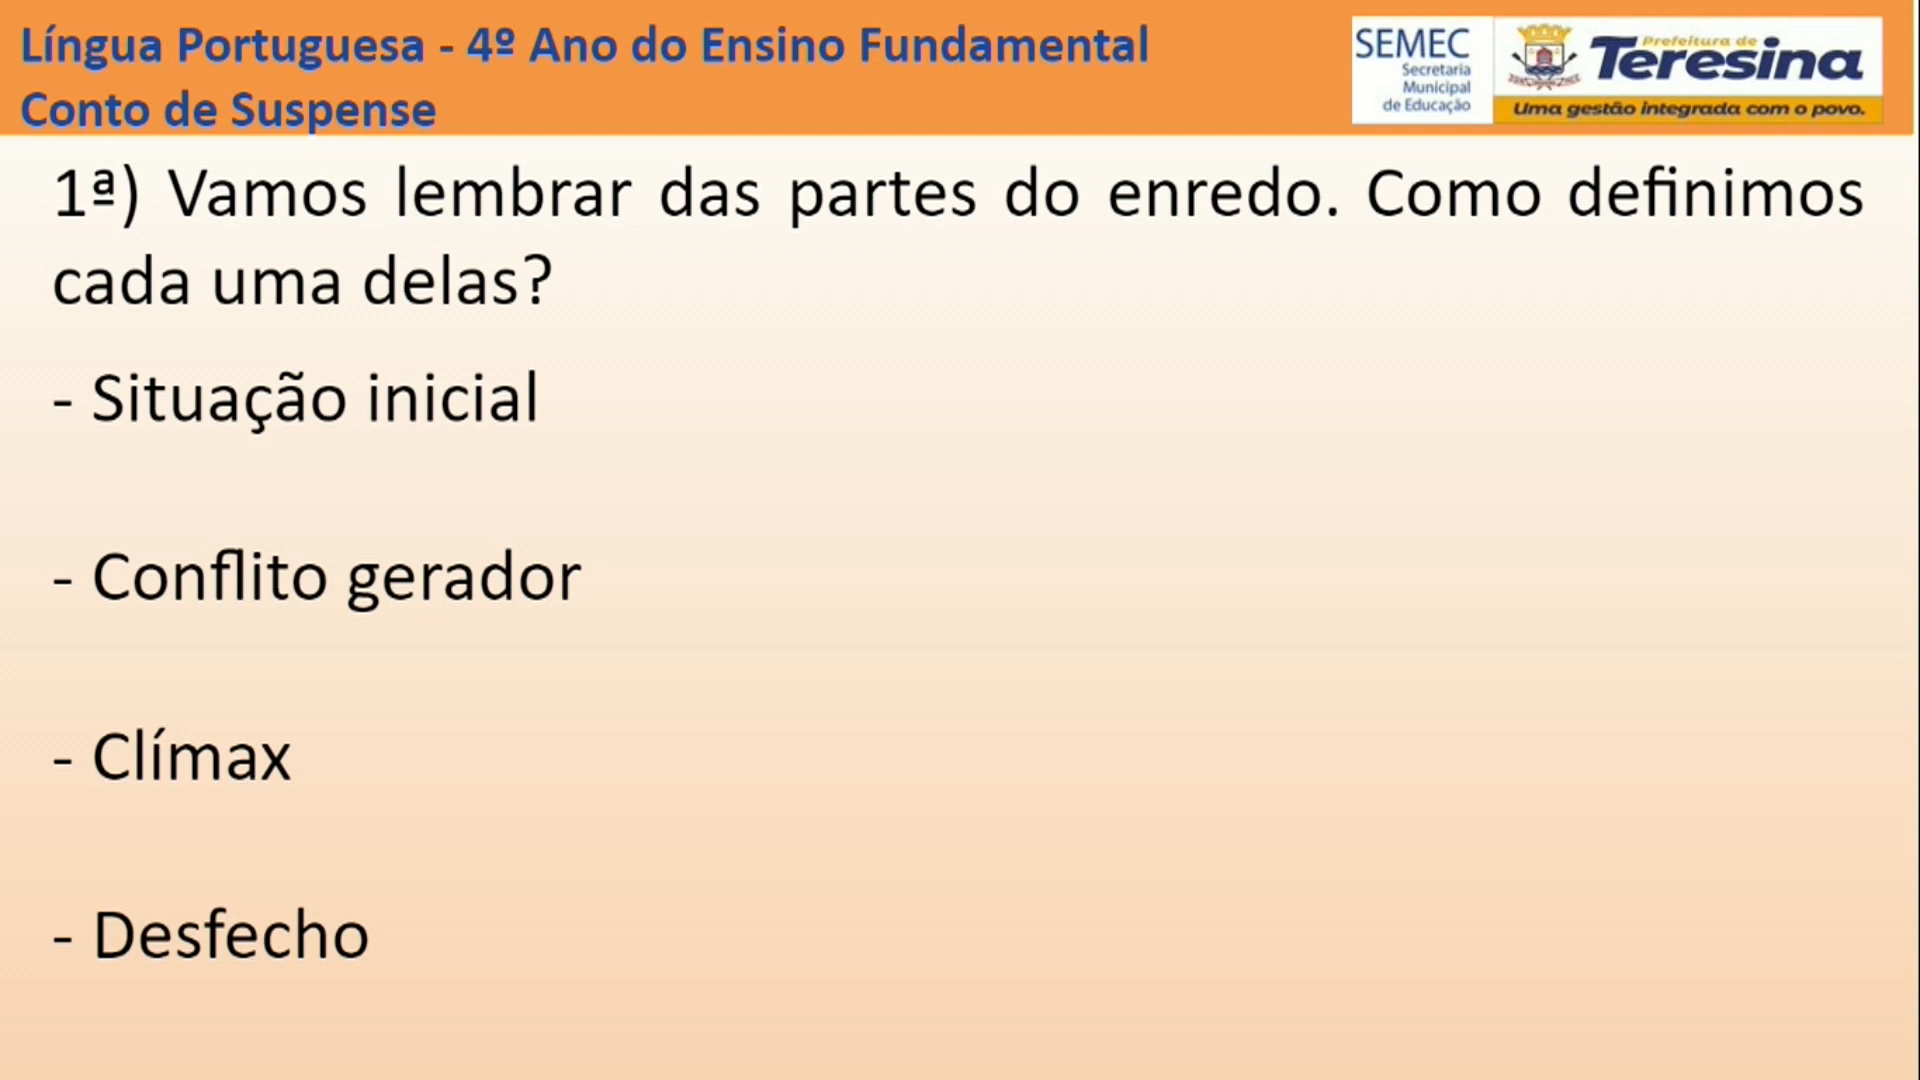 Língua Portuguesa - 4º Ano do Ensino Fundamental
Conto de Suspense
SEMEC
Secretaria
Municipal
de Educação
Prefeitura de
Teresina
Uma gestão integrada com o povo.
1ª) Vamos lembrar das partes do enredo. Como definimos
cada uma delas?
- Situação inicial
- Conflito gerador
- Clímax
- Desfecho